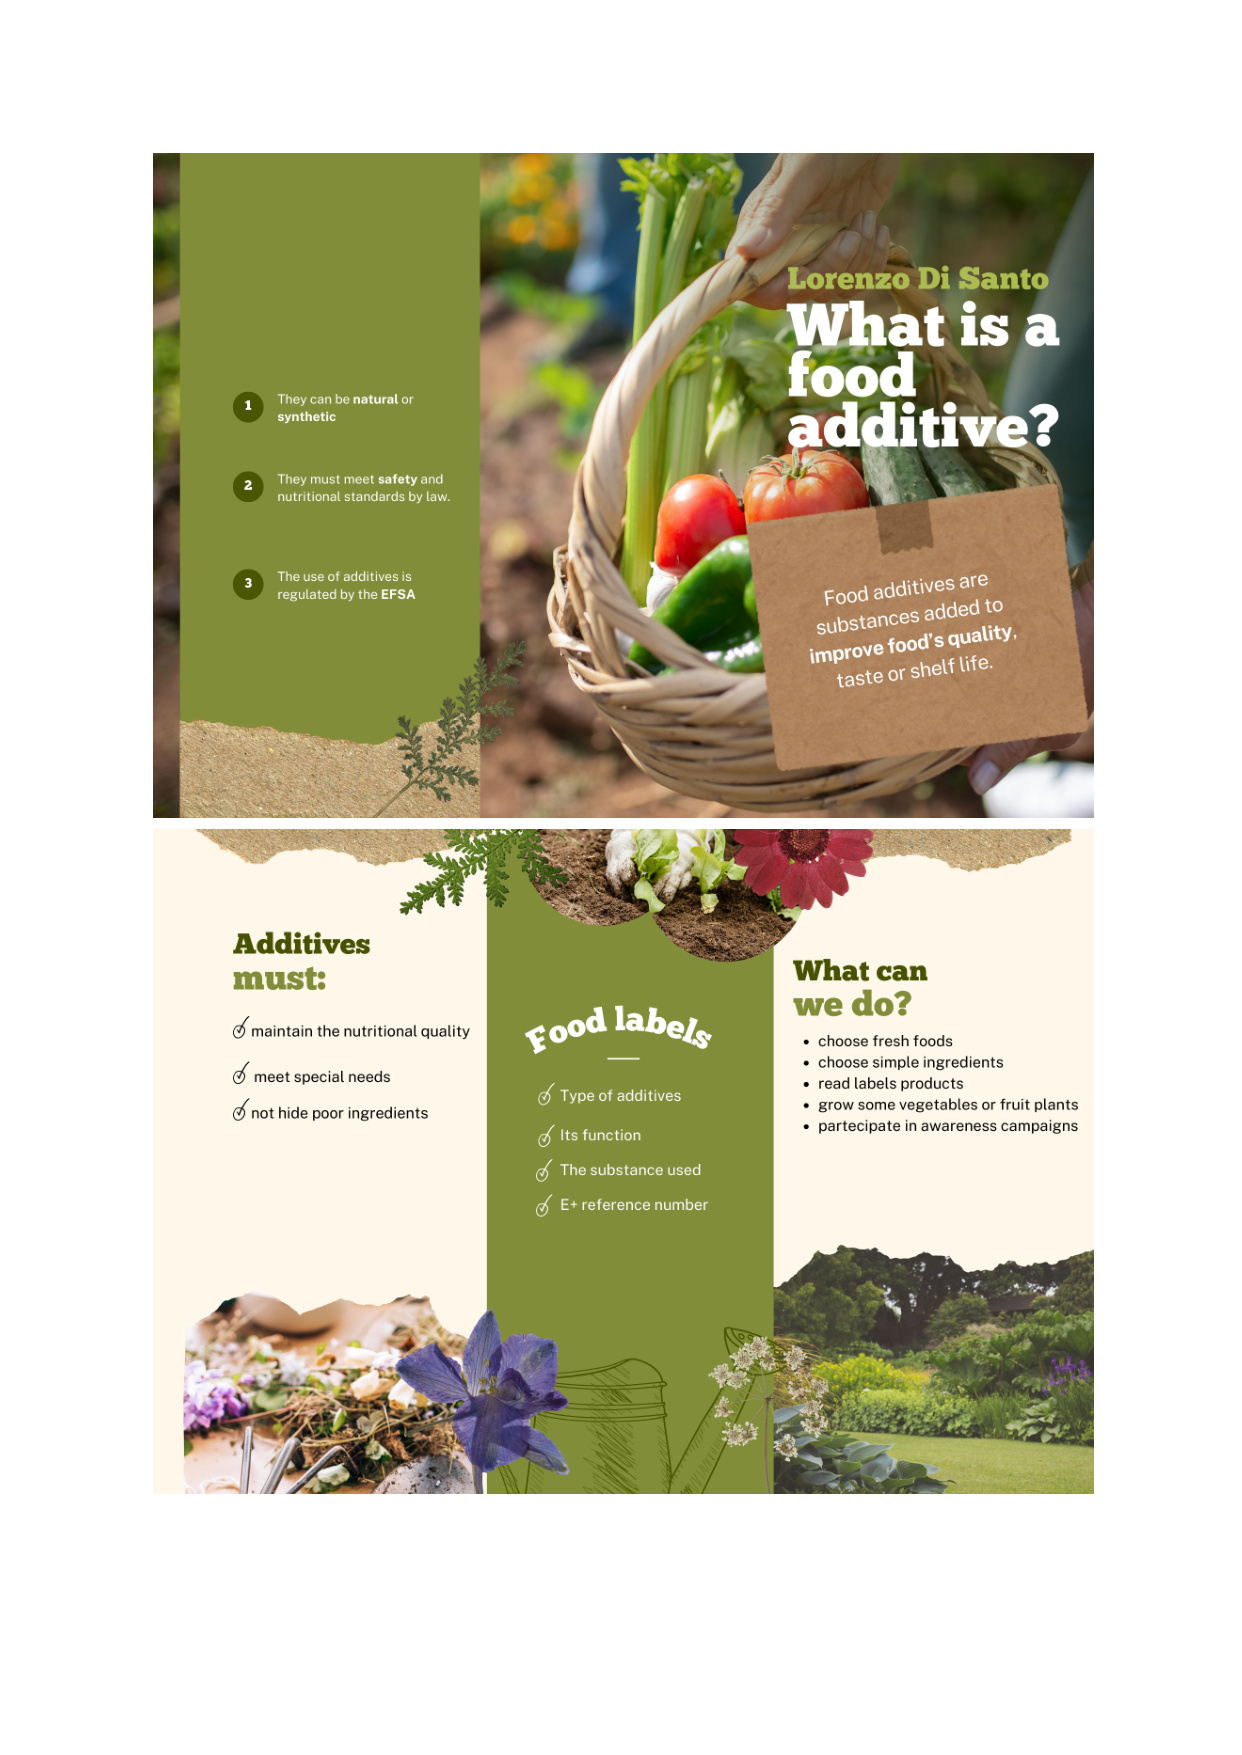 1
They can be natural or
synthetic
2
They must meet safety and
nutritional standards by law.
3
The use of additives is
regulated by the EFSA
Lorenzo Di Santo
What is a
food
additive?
Food additives are
substances added to
improve food's quality,
taste or shelf life.
Additives
must:
maintain the nutritional quality
meet special needs
not hide poor ingredients
Food labels
Type of additives
Its function
The substance used
E+ reference number
What can
we do?
• choose fresh foods
• choose simple ingredients
• read labels products
• grow some vegetables or fruit plants
• partecipate in awareness campaigns